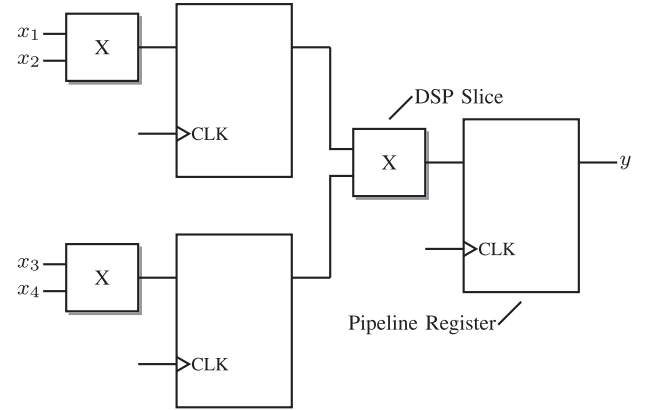 x₁
x₂
X
CLK
DSP Slice
X
y
x₃
x₄
X
CLK
CLK
Pipeline Register